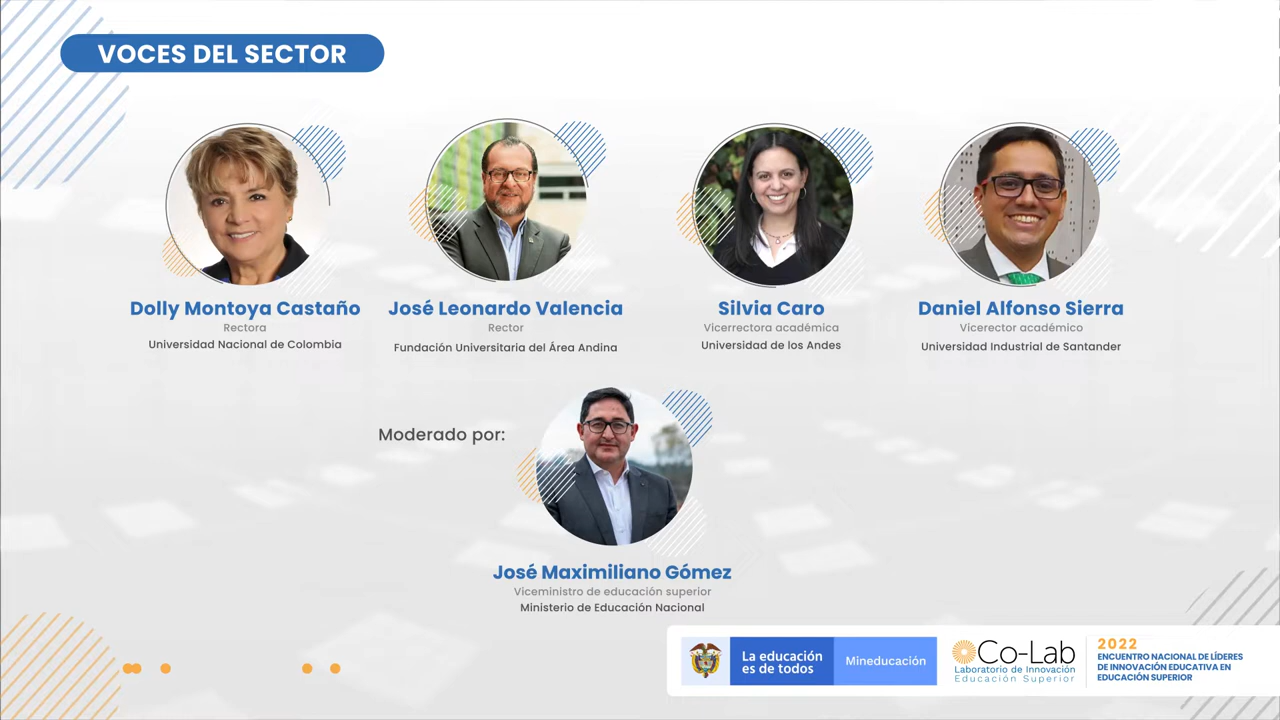 VOCES DEL SECTOR
Dolly Montoya Castaño
Rectora
Universidad Nacional de Colombia
José Leonardo Valencia
Rector
Fundación Universitaria del Área Andina
Silvia Caro
Vicerrectora académica
Universidad de los Andes
Daniel Alfonso Sierra
Vicerector académico
Universidad Industrial de Santander
Moderado por:
José Maximiliano Gómez
Viceministro de educación superior
Ministerio de Educación Nacional
La educación
es de todos
Mineducación
Co-Lab
Laboratorio de Innovación
Educación Superior
2022
ENCUENTRO NACIONAL DE LÍDERES
DE INNOVACIÓN EDUCATIVA EN
EDUCACIÓN SUPERIOR